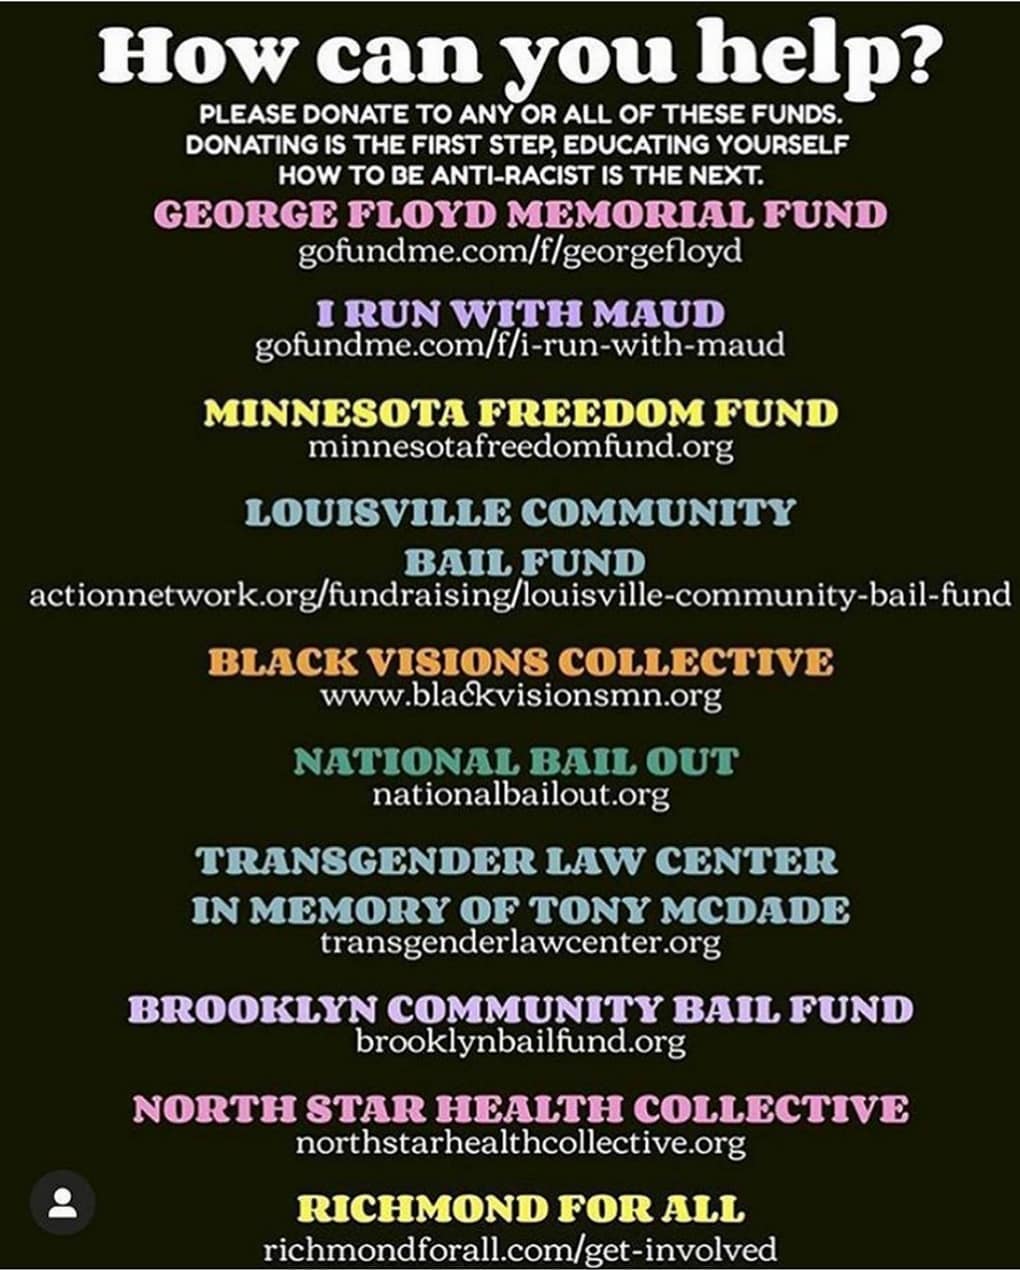 How can you help?
PLEASE DONATE TO ANY OR ALL OF THESE FUNDS.
DONATING IS THE FIRST STEP, EDUCATING YOURSELF
HOW TO BE ANTI-RACIST IS THE NEXT.
GEORGE FLOYD MEMORIAL FUND
gofundme.com/f/georgefloyd
I RUN WITH MAUD
gofundme.com/f/i-run-with-maud
MINNESOTA FREEDOM FUND
minnesotafreedomfund.org
LOUISVILLE COMMUNITY
BAIL FUND
actionnetwork.org/fundraising/louisville-community-bail-fund
BLACK VISIONS COLLECTIVE
www.blackvisionsmn.org
NATIONAL BAIL OUT
nationalbailout.org
TRANSGENDER LAW CENTER
IN MEMORY OF TONY MCDADE
transgenderlawcenter.org
BROOKLYN COMMUNITY BAIL FUND
brooklynbailfund.org
NORTH STAR HEALTH COLLECTIVE
northstarhealthcollective.org
RICHMOND FOR ALL
richmondforall.com/get-involved